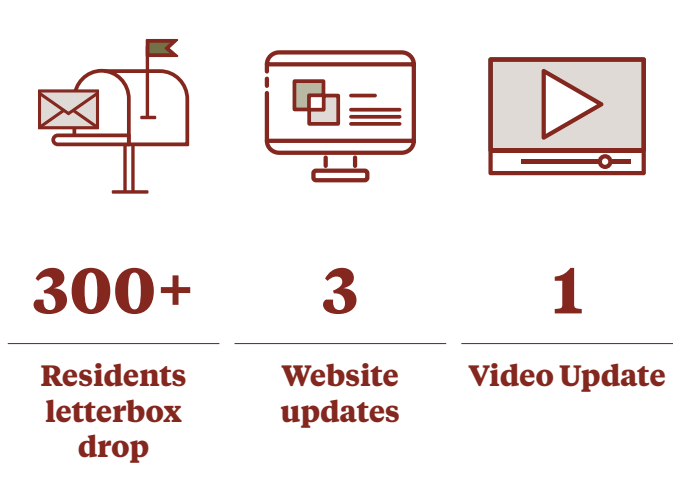 300+
Residents
letterbox
drop
3
Website
updates
1
Video Update